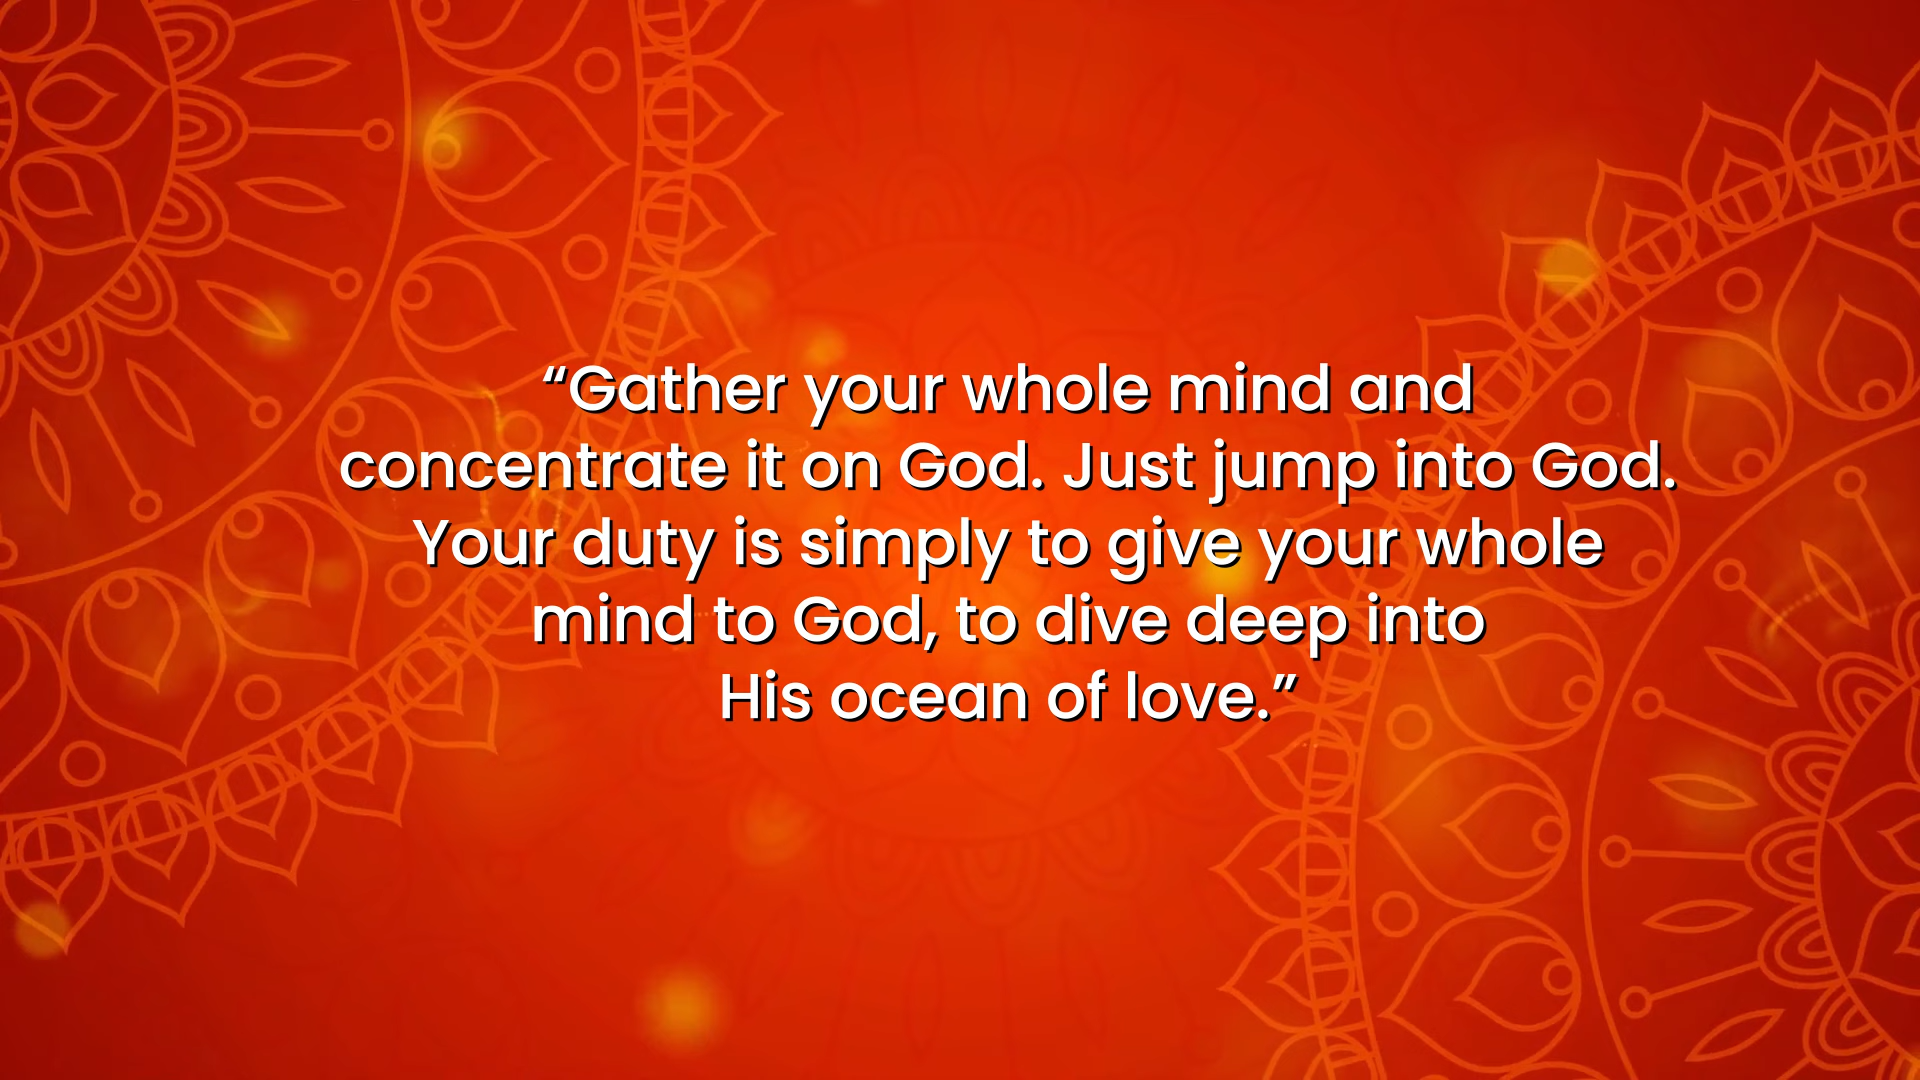 “Gather your whole mind and
concentrate it on God. Just jump into God.
Your duty is simply to give your whole
mind to God, to dive deep into
His ocean of love.”